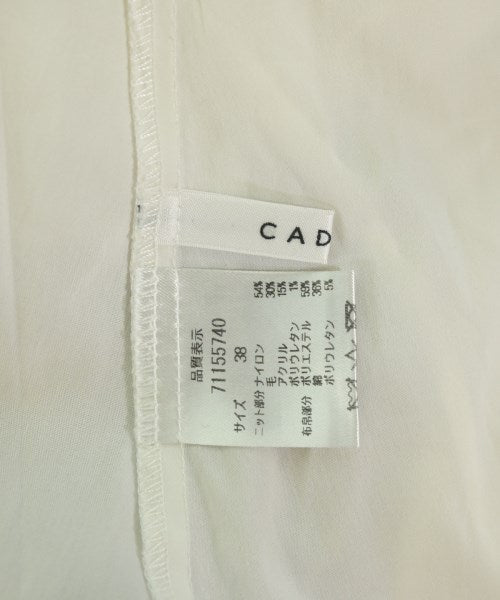 CAD
品質表示
71155740
サイズ 38
ニット部分 ナイロン 54%
毛 30%
アクリル 15%
ポリウレタン 1%
布帛部分 ポリエステル 59%
綿 36%
ポリウレタン 5%